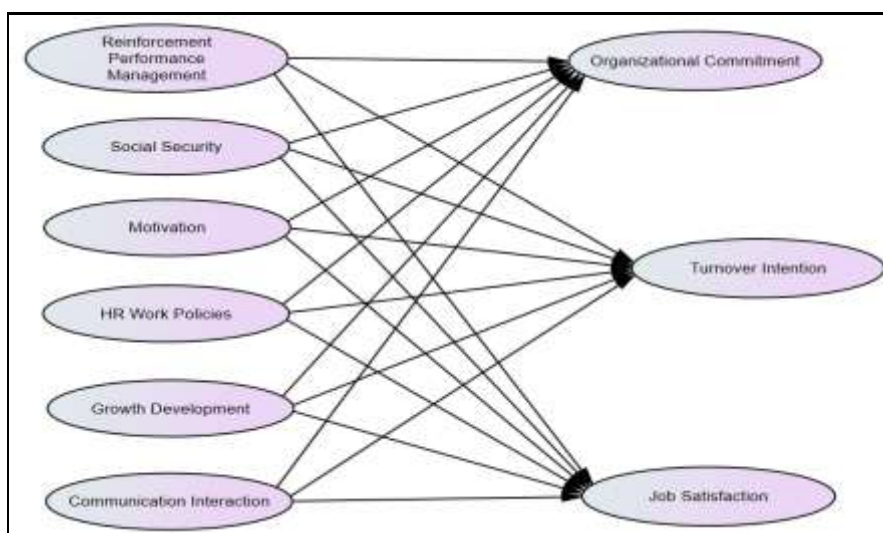 Reinforcement
Performance
Management
Organizational Commitment
Social Security
Motivation
Turnover Intention
HR Work Policies
Growth Development
Communication Interaction
Job Satisfaction